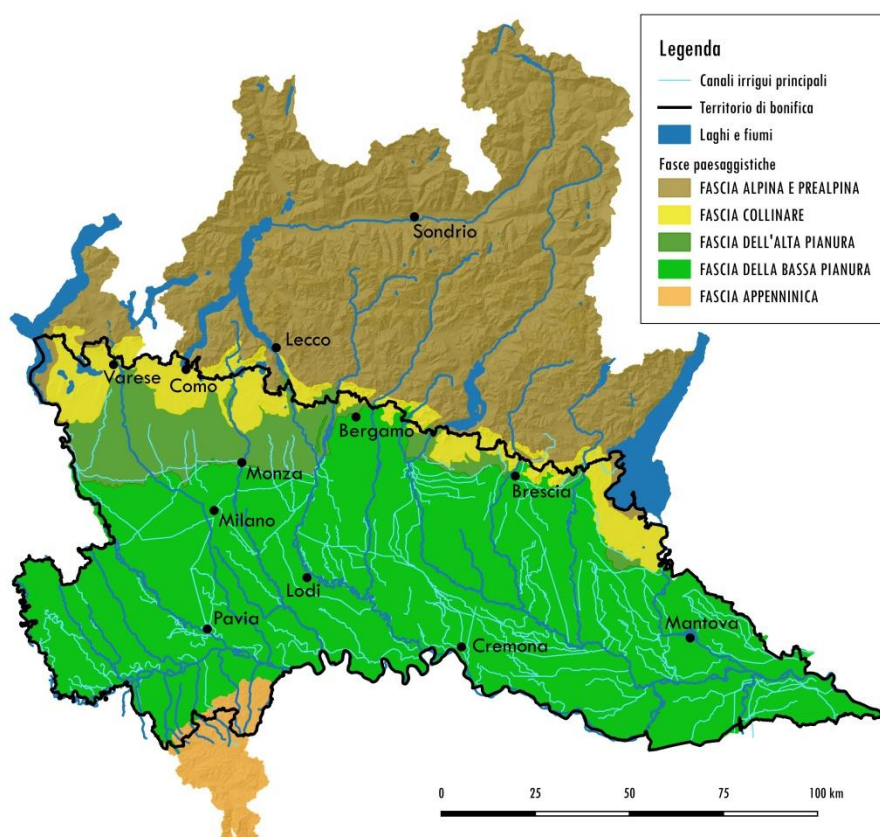 Legenda
Canali irrigui principali
Territorio di bonifica
Laghi e fiumi
Fasce paesaggistiche
FASCIA ALPINA E PREALPINA
FASCIA COLLINARE
FASCIA DELL'ALTA PIANURA
FASCIA DELLA BASSA PIANURA
FASCIA APPENNINICA
Sondrio
Lecco
Varese
Como
Bergamo
Monza
Brescia
Milano
Lodi
Pavia
Cremona
Mantova
0 25 50 75 100 km